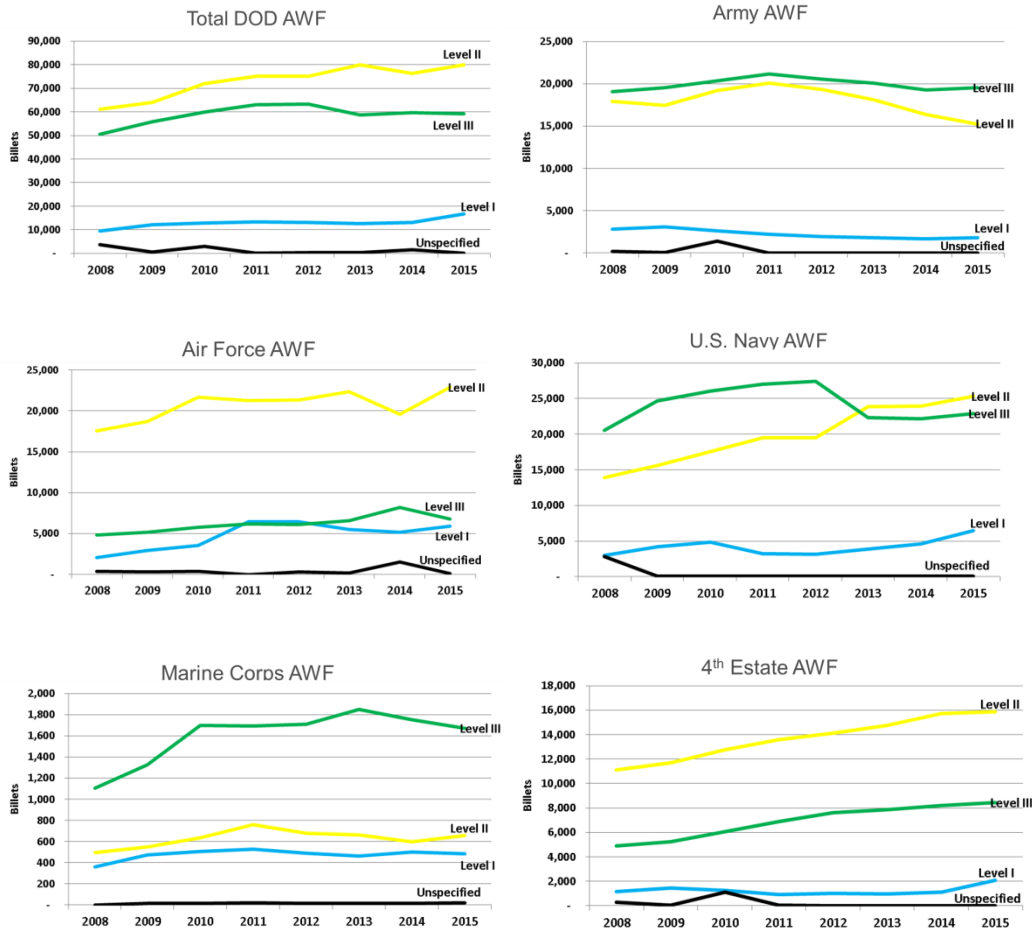 Total DOD AWF
90,000
80,000
70,000
60,000
50,000
40,000
30,000
20,000
10,000
-
Billets
Level II
Level III
Level I
Unspecified
2008 2009 2010 2011 2012 2013 2014 2015
Army AWF
25,000
20,000
15,000
10,000
5,000
-
Billets
Level III
Level II
Level I
Unspecified
2008 2009 2010 2011 2012 2013 2014 2015
Air Force AWF
25,000
20,000
15,000
10,000
5,000
-
Billets
Level II
Level III
Level I
Unspecified
2008 2009 2010 2011 2012 2013 2014 2015
U.S. Navy AWF
30,000
25,000
20,000
15,000
10,000
5,000
-
Billets
Level II
Level III
Level I
Unspecified
2008 2009 2010 2011 2012 2013 2014 2015
Marine Corps AWF
2,000
1,800
1,600
1,400
1,200
1,000
800
600
400
200
-
Billets
Level III
Level II
Level I
Unspecified
2008 2009 2010 2011 2012 2013 2014 2015
4th Estate AWF
18,000
16,000
14,000
12,000
10,000
8,000
6,000
4,000
2,000
-
Billets
Level II
Level III
Level I
Unspecified
2008 2009 2010 2011 2012 2013 2014 2015